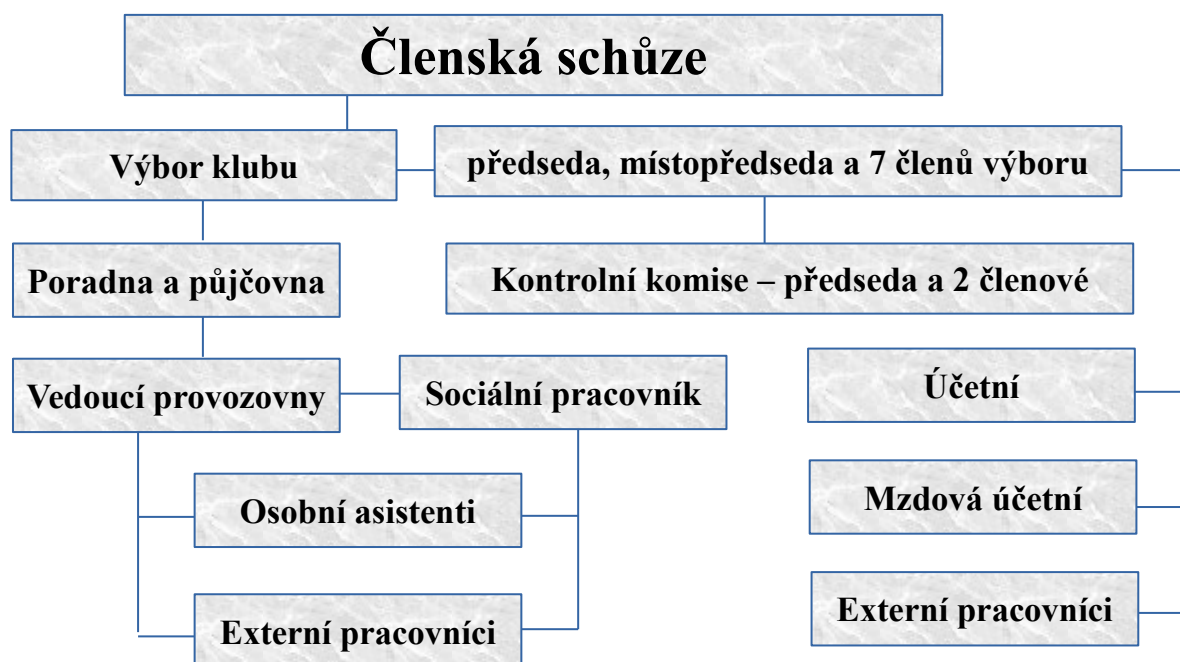 Členská schůze
Výbor klubu
předseda, místopředseda a 7 členů výboru
Poradna a půjčovna
Kontrolní komise – předseda a 2 členové
Vedoucí provozovny
Sociální pracovník
Účetní
Osobní asistenti
Mzdová účetní
Externí pracovníci
Externí pracovníci